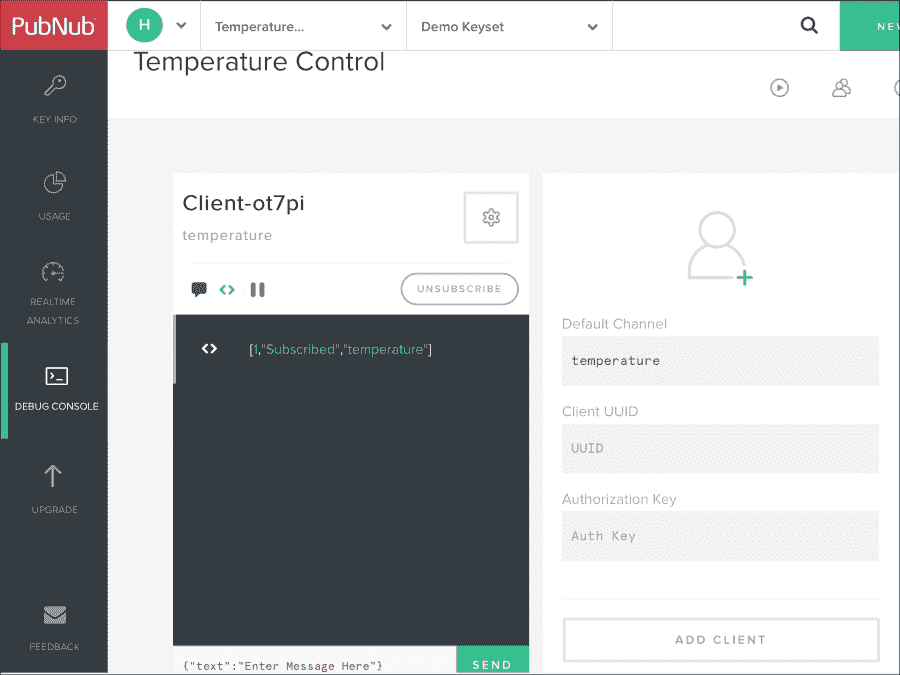 PubNub
H
Temperature...
Demo Keyset
NEW
Temperature Control
KEY INFO
USAGE
REALTIME
ANALYTICS
DEBUG CONSOLE
UPGRADE
FEEDBACK
Client-ot7pi
temperature
UNSUBSCRIBE
<> [1,"Subscribed","temperature"]
{"text":"Enter Message Here"}
SEND
Default Channel
temperature
Client UUID
UUID
Authorization Key
Auth Key
ADD CLIENT